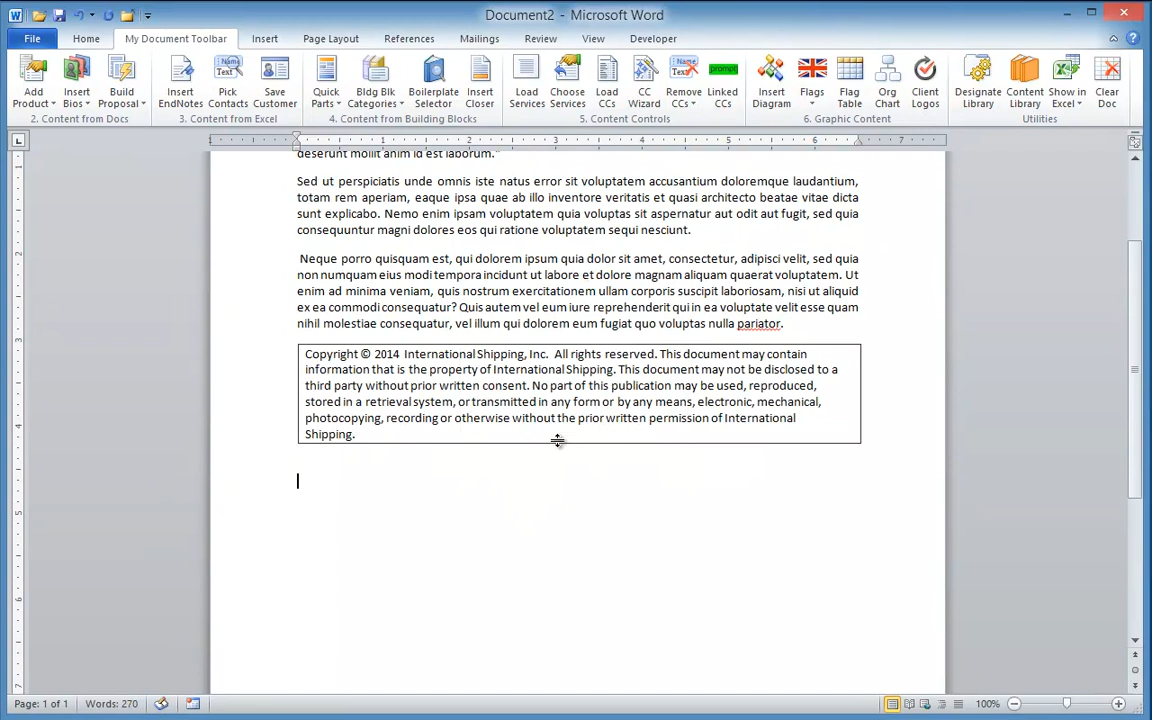 Document2 - Microsoft Word
File Home My Document Toolbar Insert Page Layout References Mailings Review View Developer
Add Product Insert Bios Build Proposal Insert EndNotes Pick Contacts Save Customer Quick Parts Bldg Blk Categories Boilerplate Selector Insert Closer Load Services Choose Services Load CCs CC Wizard Remove CCs Linked CCs Insert Diagram Flags Flag Table Org Chart Client Logos Designate Library Content Library Show in Excel Clear Doc
2. Content from Docs 3. Content from Excel 4. Content from Building Blocks 5. Content Controls 6. Graphic Content Utilities
deserunt mollit anim id est laborum."
Sed ut perspiciatis unde omnis iste natus error sit voluptatem accusantium doloremque laudantium,
totam rem aperiam, eaque ipsa quae ab illo inventore veritatis et quasi architecto beatae vitae dicta
sunt explicabo. Nemo enim ipsam voluptatem quia voluptas sit aspernatur aut odit aut fugit, sed quia
consequuntur magni dolores eos qui ratione voluptatem sequi nesciunt.
Neque porro quisquam est, qui dolorem ipsum quia dolor sit amet, consectetur, adipisci velit, sed quia
non numquam eius modi tempora incidunt ut labore et dolore magnam aliquam quaerat voluptatem. Ut
enim ad minima veniam, quis nostrum exercitationem ullam corporis suscipit laboriosam, nisi ut aliquid
ex ea commodi consequatur? Quis autem vel eum iure reprehenderit qui in ea voluptate velit esse quam
nihil molestiae consequatur, vel illum qui dolorem eum fugiat quo voluptas nulla pariator.
Copyright © 2014 International Shipping, Inc. All rights reserved. This document may contain
information that is the property of International Shipping. This document may not be disclosed to a
third party without prior written consent. No part of this publication may be used, reproduced,
stored in a retrieval system, or transmitted in any form or by any means, electronic, mechanical,
photocopying, recording or otherwise without the prior written permission of International
Shipping.
Page: 1 of 1 Words: 270 100%